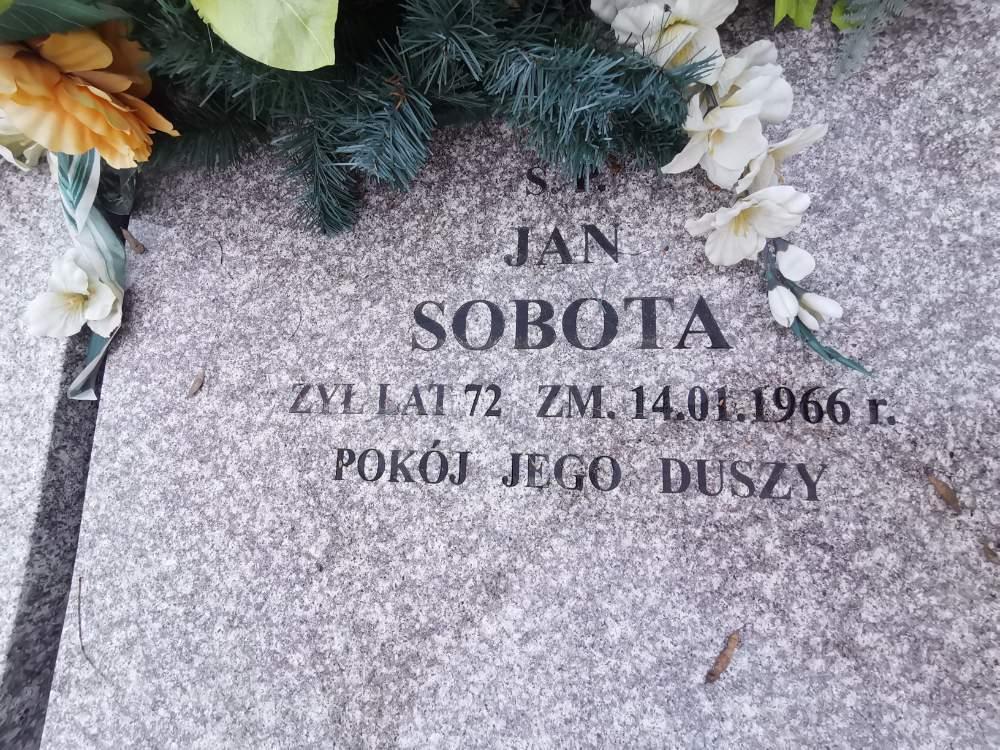 Ś. P.
JAN
SOBOTA
ŻYŁ LAT 72 ZM. 14.01.1966 r.
POKÓJ JEGO DUSZY